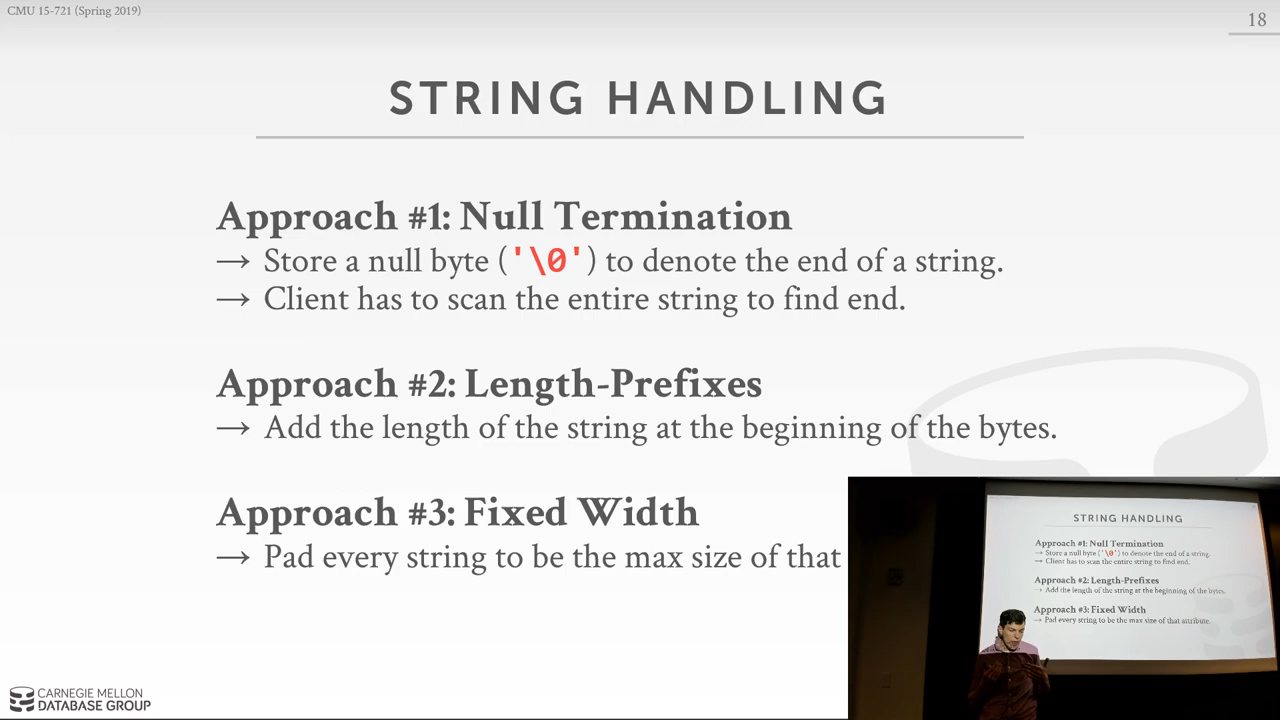 CMU 15-721 (Spring 2019)
18
STRING HANDLING
Approach #1: Null Termination
→ Store a null byte ('\0') to denote the end of a string.
→ Client has to scan the entire string to find end.
Approach #2: Length-Prefixes
→ Add the length of the string at the beginning of the bytes.
Approach #3: Fixed Width
→ Pad every string to be the max size of that
STRING HANDLING
Approach #1: Null Termination
→ Store a null byte ('\0') to denote the end of a string.
→ Client has to scan the entire string to find end.
Approach #2: Length-Prefixes
→ Add the length of the string at the beginning of the bytes.
Approach #3: Fixed Width
→ Pad every string to be the max size of that attribute.
CARNEGIE MELLON
DATABASE GROUP